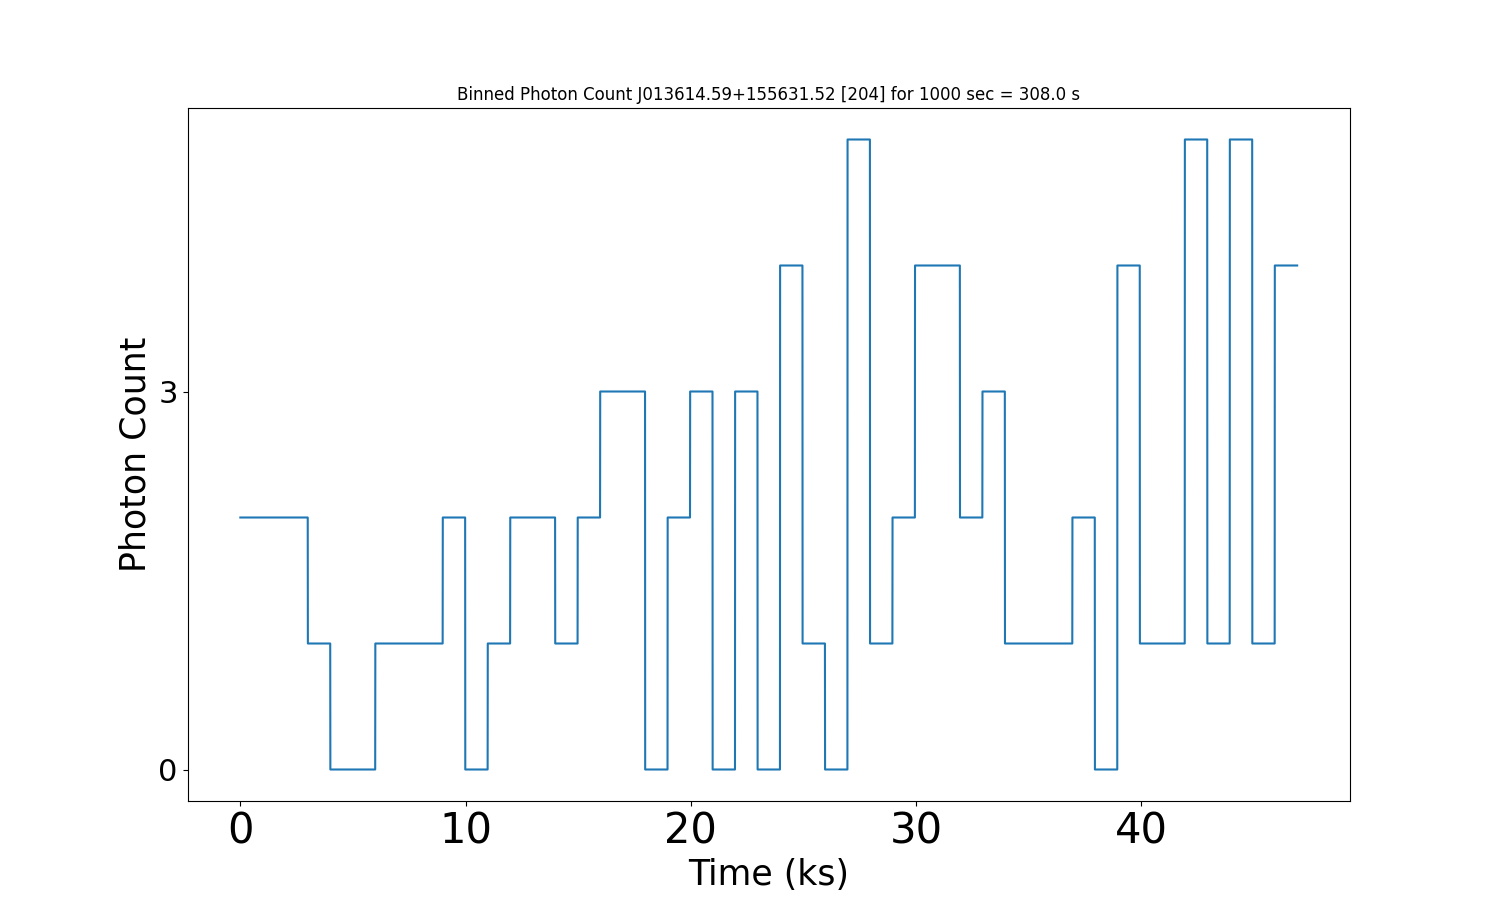 Binned Photon Count J013614.59+155631.52 [204] for 1000 sec = 308.0 s
Photon Count
3
0
0 10 20 30 40
Time (ks)